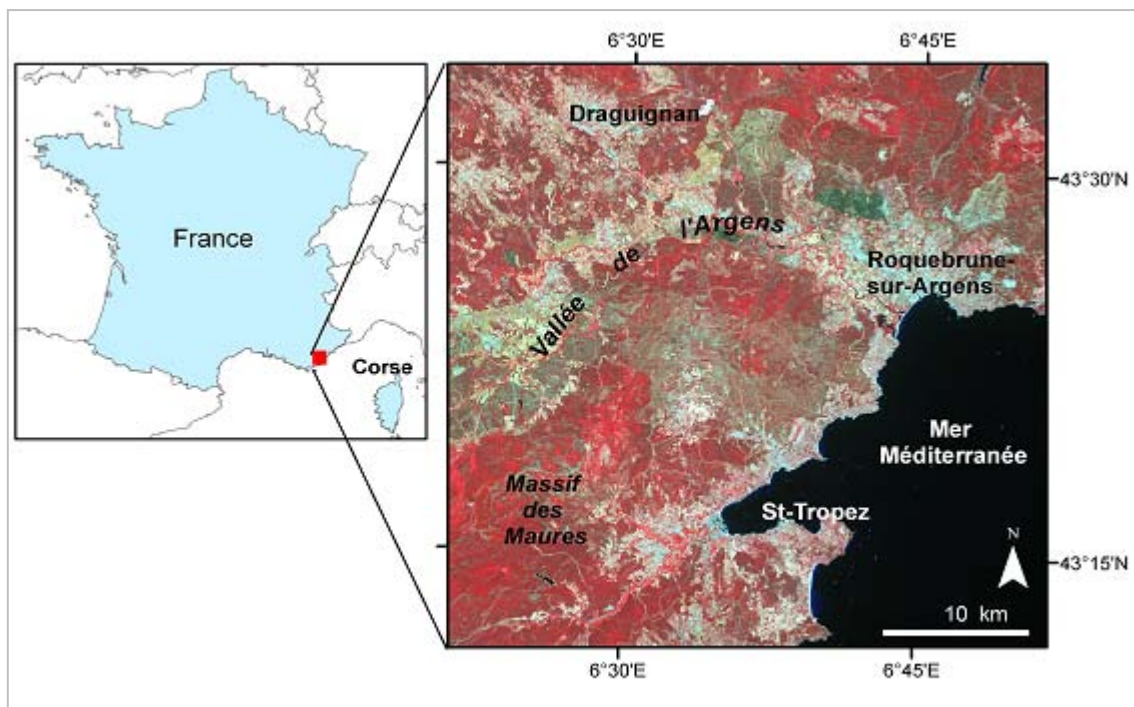 6°30'E
6°45'E
France
Corse
Draguignan
43°30'N
Vallée de l'Argens
Roquebrune-
sur-Argens
Mer
Méditerranée
Massif
des
Maures
St-Tropez
N
43°15'N
10 km
6°30'E
6°45'E